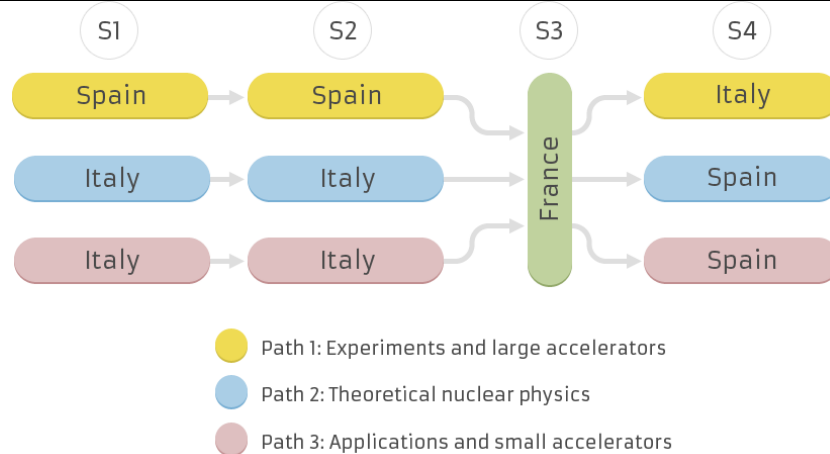 S1 S2 S3 S4
Spain Spain Italy
Italy Italy France Spain
Italy Italy Spain
Path 1: Experiments and large accelerators
Path 2: Theoretical nuclear physics
Path 3: Applications and small accelerators